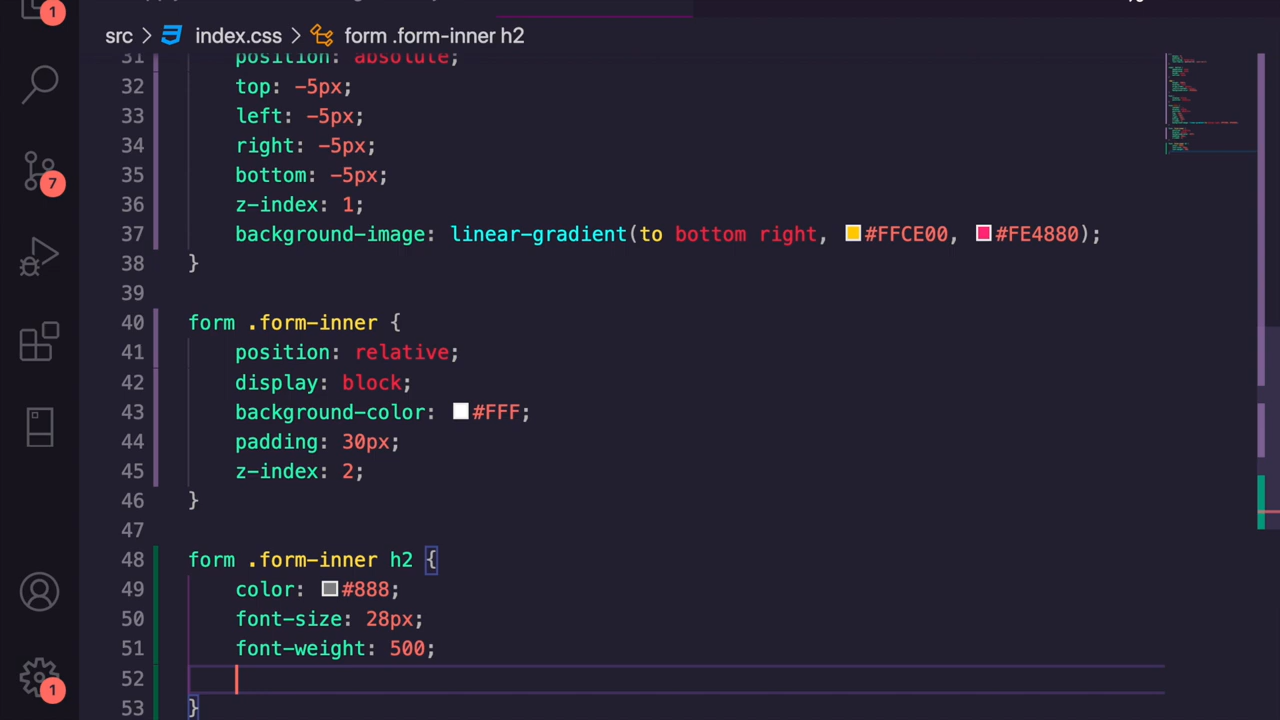 1
src > index.css > form .form-inner h2
31 position: absolute;
32 top: -5px;
33 left: -5px;
34 right: -5px;
7
35 bottom: -5px;
36 z-index: 1;
37 background-image: linear-gradient(to bottom right, #FFCE00, #FE4880);
38 }
39
40 form .form-inner {
41 position: relative;
42 display: block;
43 background-color: #FFF;
44 padding: 30px;
45 z-index: 2;
46 }
47
48 form .form-inner h2 {
49 color: #888;
50 font-size: 28px;
51 font-weight: 500;
52
1
53 }